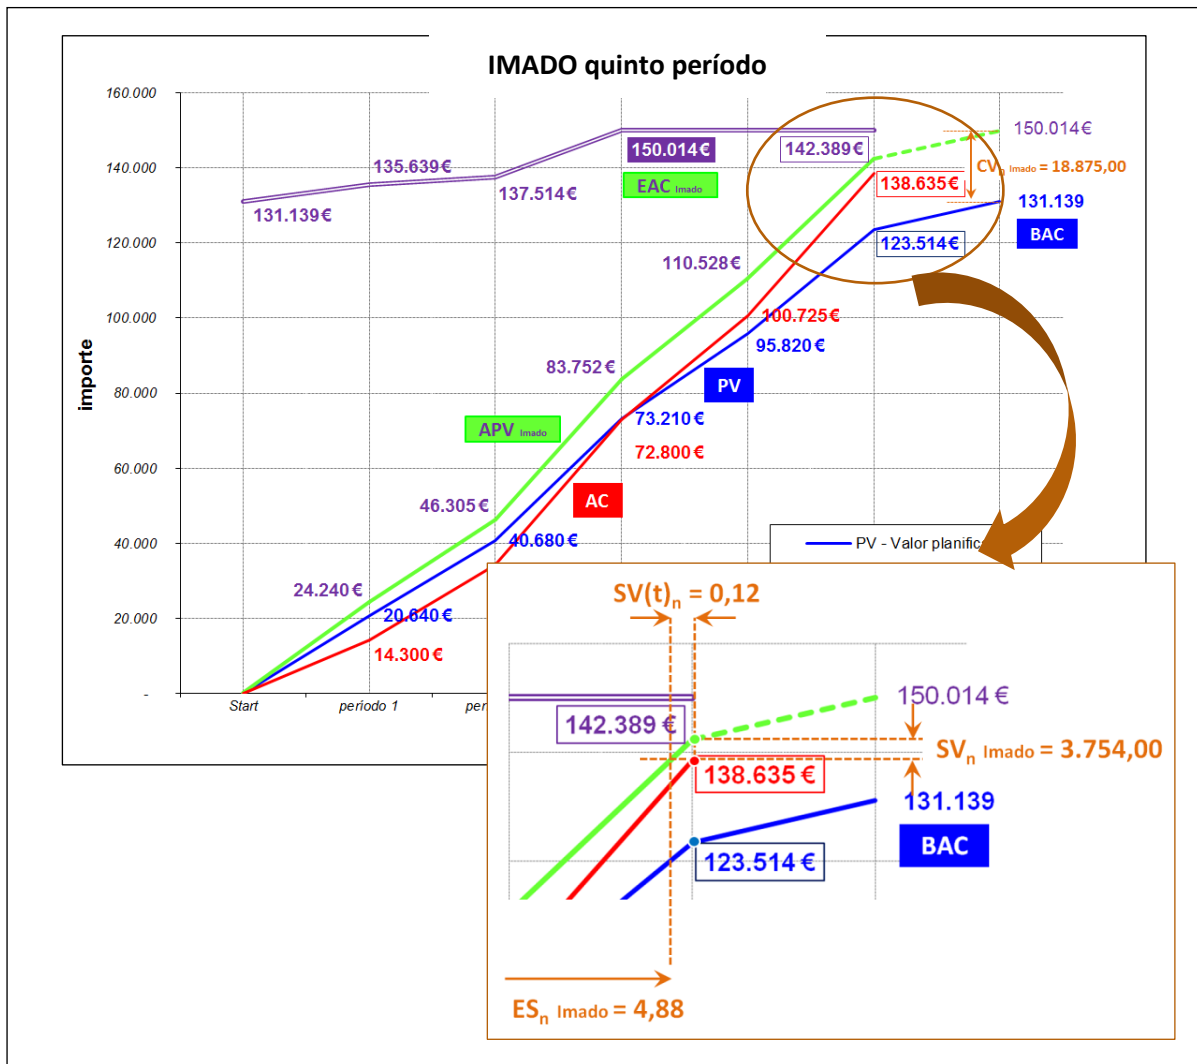 IMADO quinto período
160.000
140.000
120.000
100.000
80.000
60.000
40.000
20.000
-
importe
Start
período 1
131.139 €
135.639 €
137.514 €
150.014 €
142.389 €
150.014 €
EAC Imado
138.635 €
CVn Imado = 18.875,00
131.139
BAC
123.514 €
110.528 €
100.725 €
95.820 €
83.752 €
PV
73.210 €
APV Imado
72.800 €
46.305 €
AC
40.680 €
PV - Valor planific
24.240 €
20.640 €
14.300 €
SV(t)n = 0,12
150.014 €
142.389 €
SVn Imado = 3.754,00
138.635 €
131.139
BAC
123.514 €
ESn Imado = 4,88